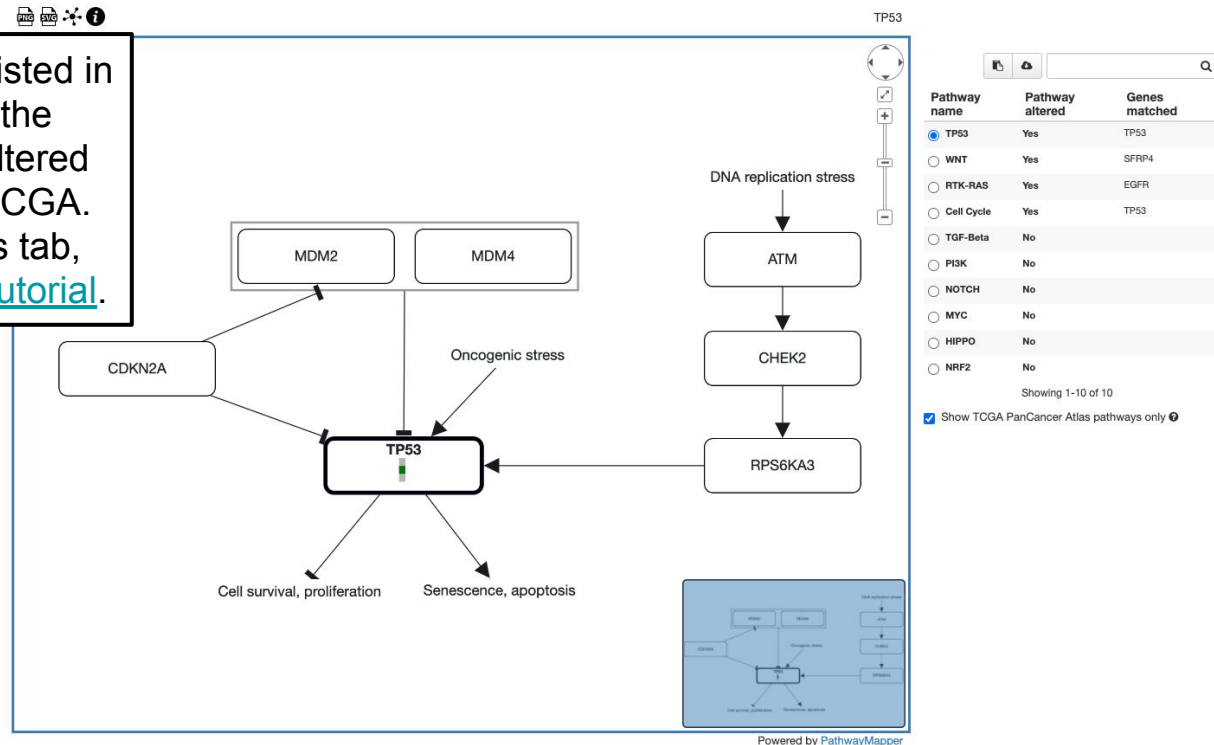 PNG SVG i
TP53
isted in
the
ltered
CGA.
s tab,
utorial.
DNA replication stress
MDM2 MDM4
ATM
CDKN2A
Oncogenic stress
CHEK2
TP53
RPS6KA3
Cell survival, proliferation Senescence, apoptosis
Powered by PathwayMapper
Pathway name Pathway altered Genes matched
TP53 Yes TP53
WNT Yes SFRP4
RTK-RAS Yes EGFR
Cell Cycle Yes TP53
TGF-Beta No
PI3K No
NOTCH No
MYC No
HIPPO No
NRF2 No
Showing 1-10 of 10
Show TCGA PanCancer Atlas pathways only ?